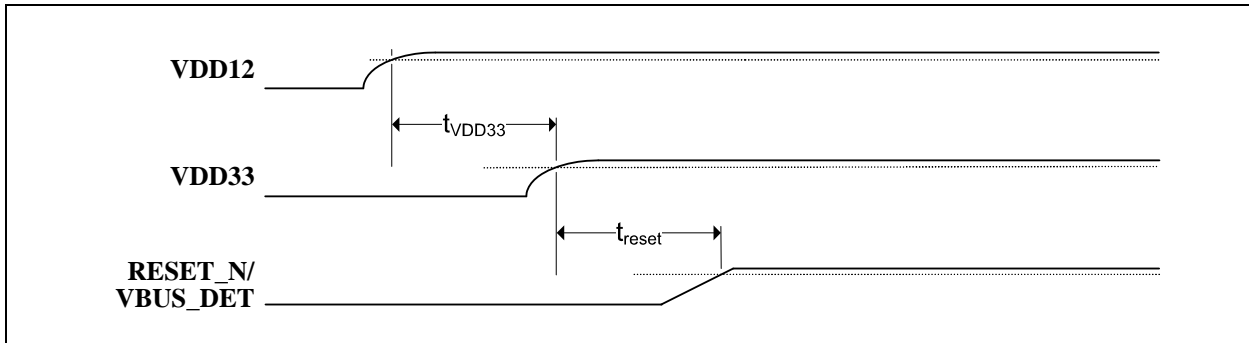 VDD12
tVDD33
VDD33
treset
RESET_N/
VBUS_DET